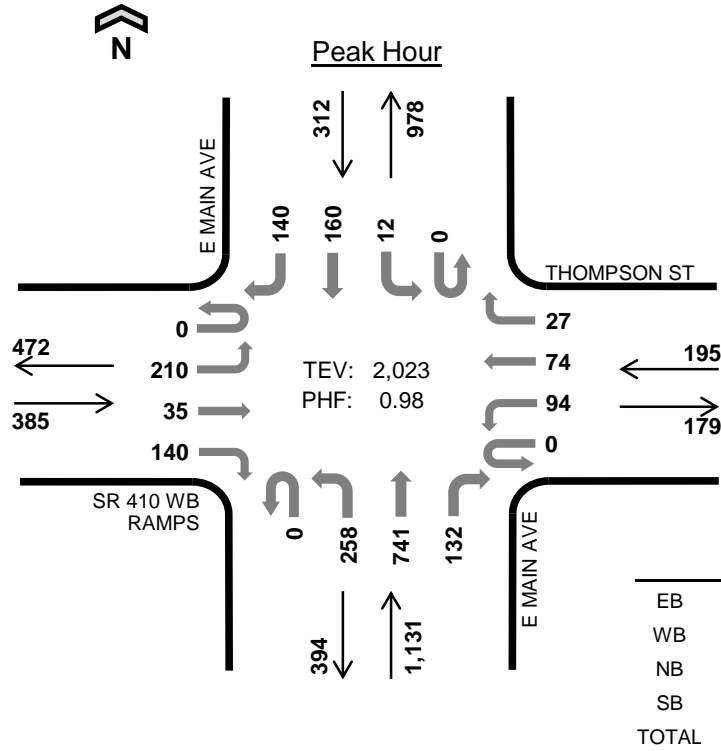 N
Peak Hour
312
978
E MAIN AVE
140
160
12
0
THOMPSON ST
0
27
472
210
TEV: 2,023
74
195
385
35
PHF: 0.98
94
179
140
0
SR 410 WB
RAMPS
0
258
741
132
E MAIN AVE
394
1,131
EB
WB
NB
SB
TOTAL